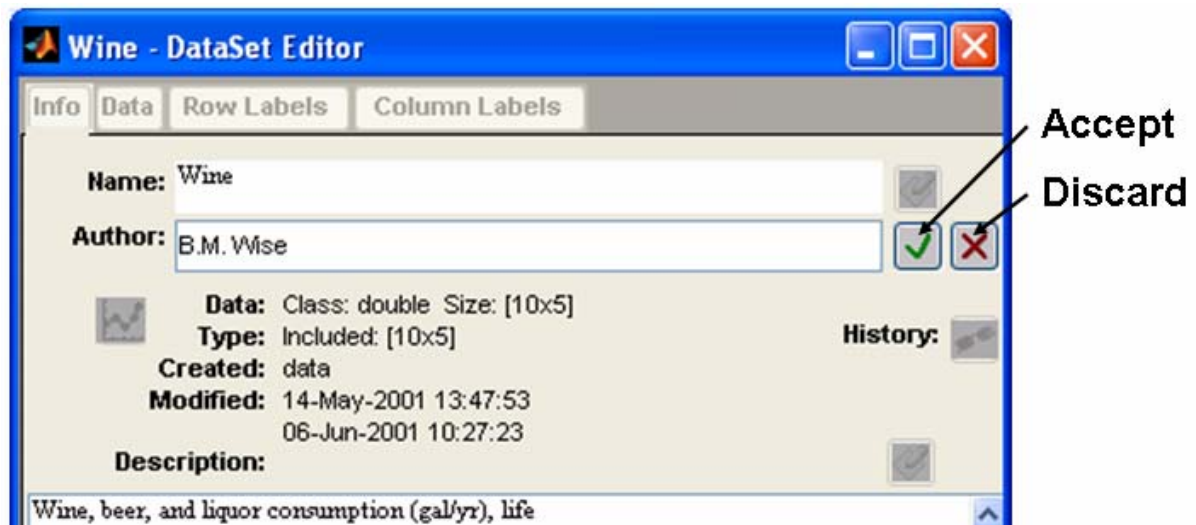 Wine - DataSet Editor
Info Data Row Labels Column Labels
Accept
Name: Wine
Discard
Author: B.M. Wise
Data: Class: double Size: [10x5]
Type: Included: [10x5]
History:
Created: data
Modified: 14-May-2001 13:47:53
06-Jun-2001 10:27:23
Description:
Wine, beer, and liquor consumption (gal/yr), life